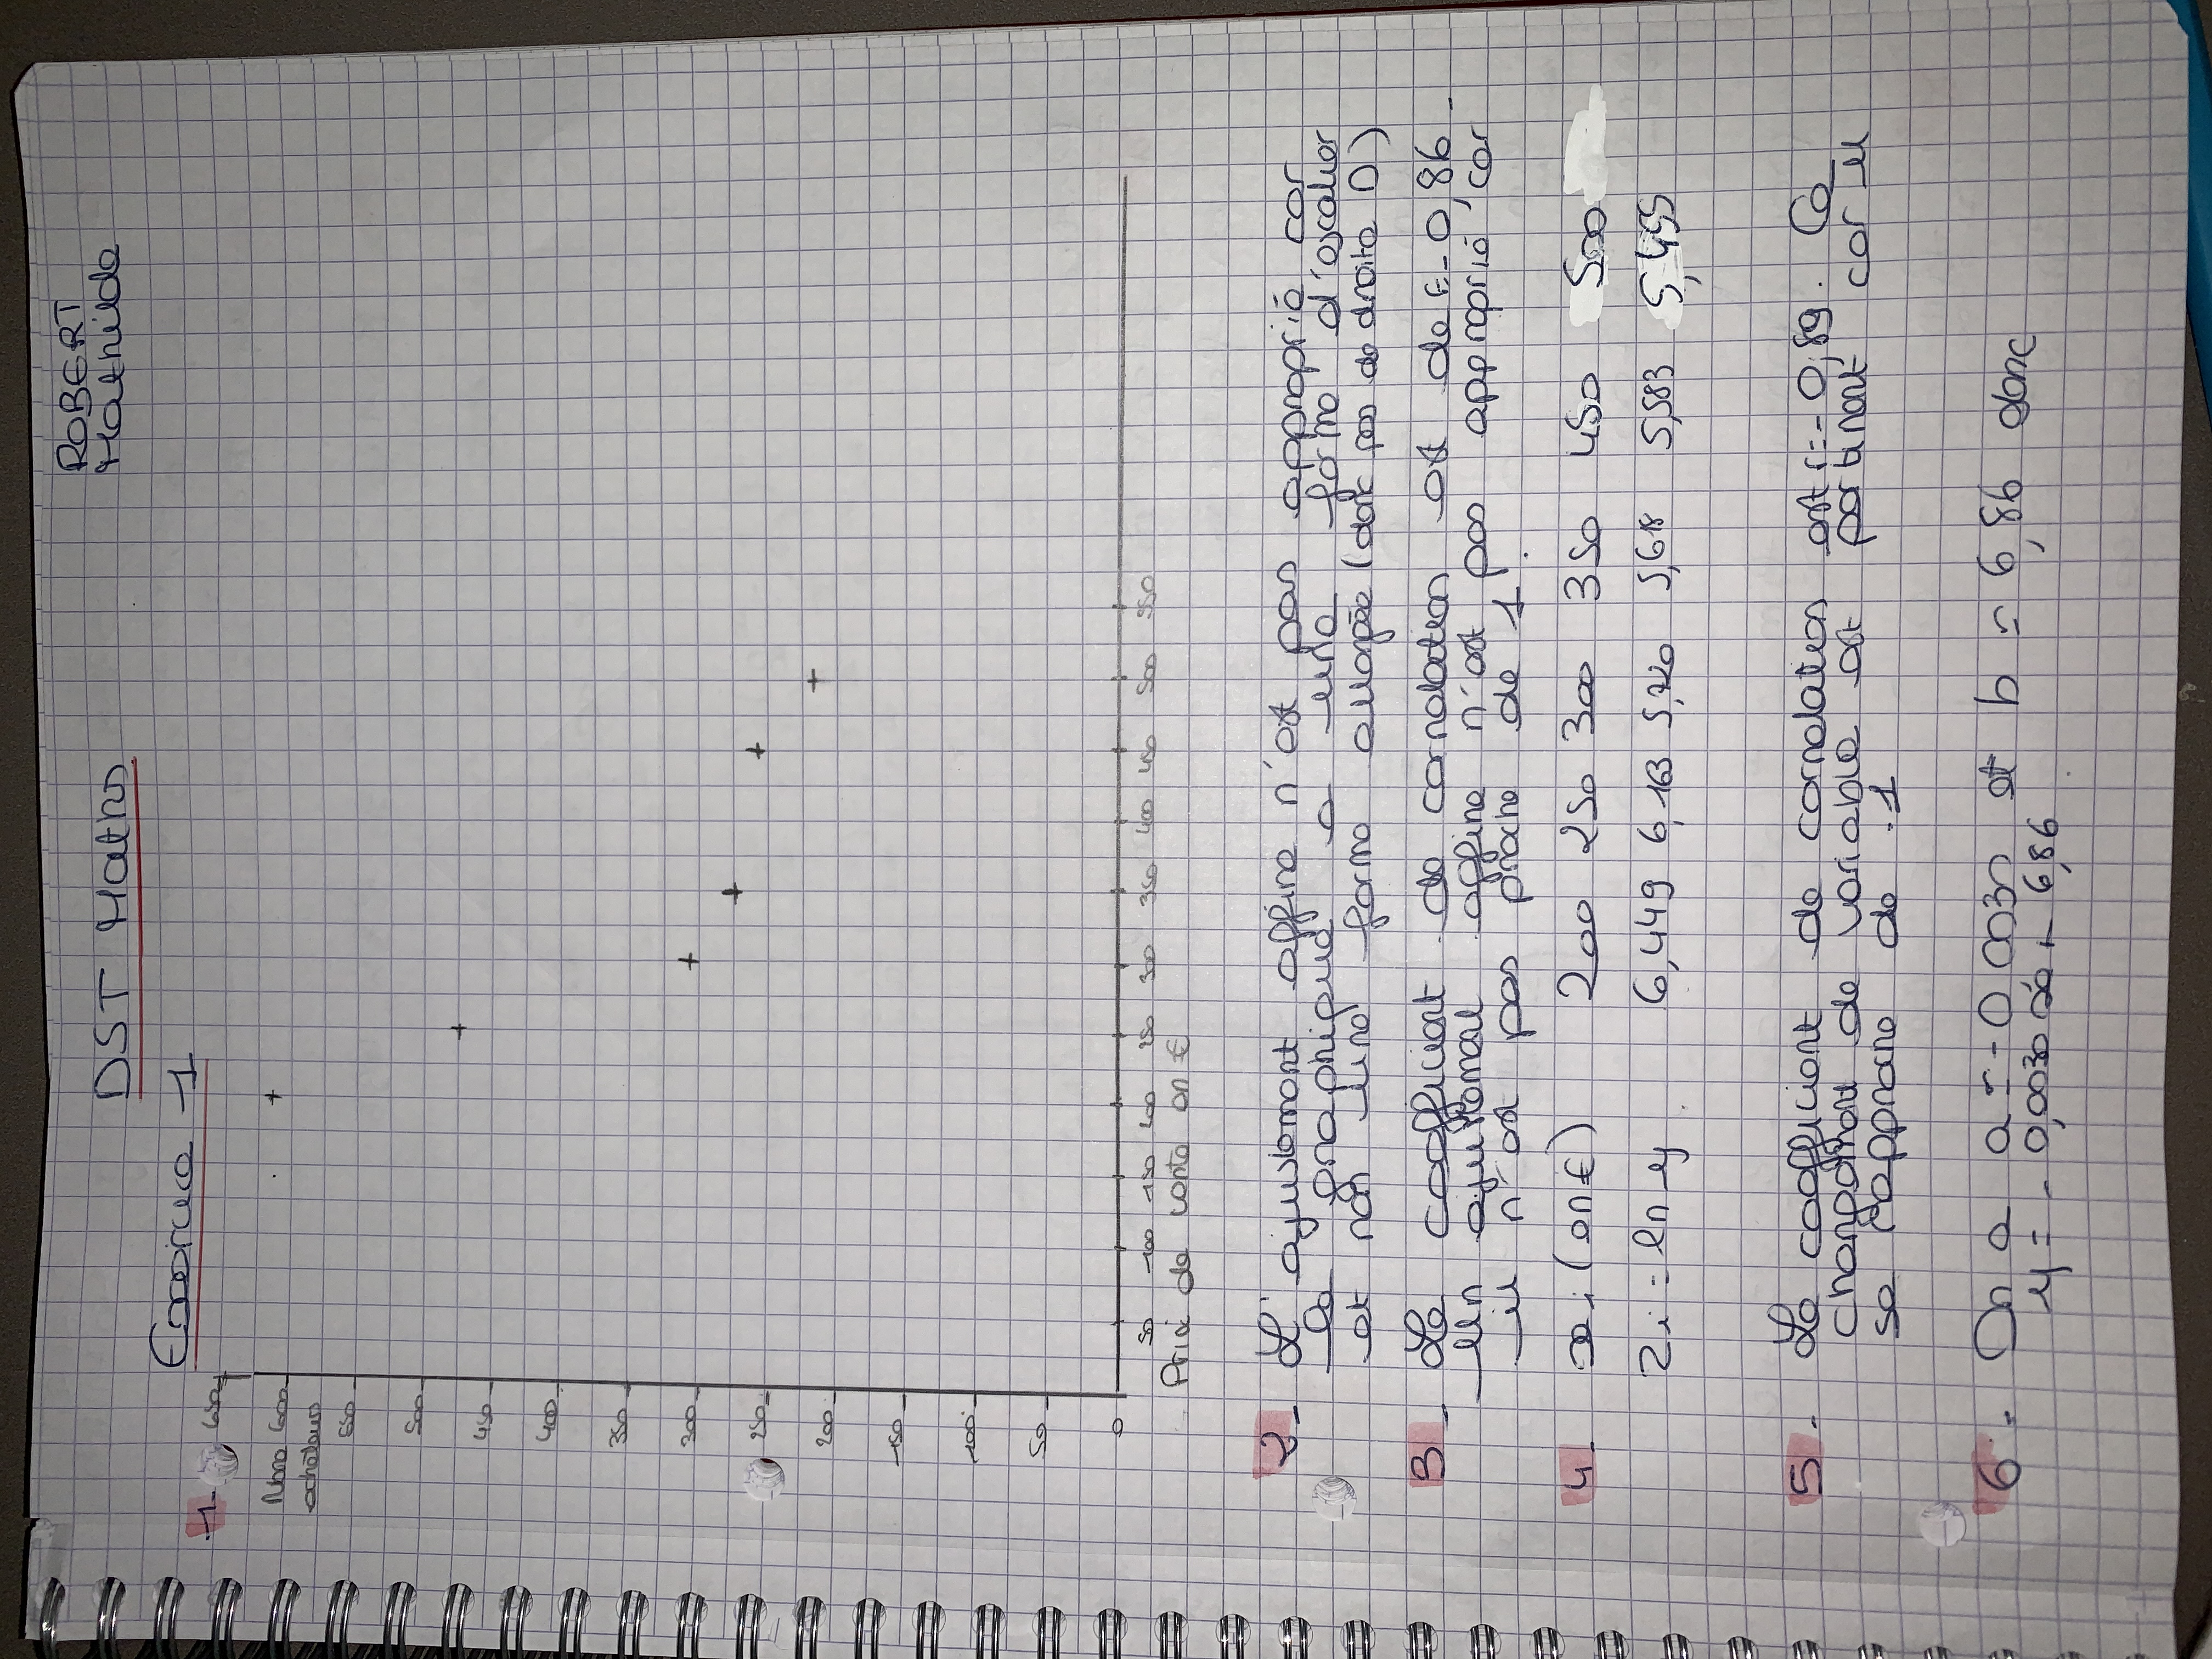 ROBERT
Mathilde
DST Maths
Exercice 1
1-
650
Nbre 600
acheteurs
550
500
450
400
350
300
250
200
150
100
50
0
50 100 150 200 250 300 350 400 450 500 550
Prix de vente en €
2- L'ajustement affine n'est pas approprié car
le graphique a une forme d'escalier
et non une forme allongée (donc pas de droite D)
3- Le coefficient de correlation est de r=-0,86.
Un ajustement affine n'est pas approprié car
il n'est pas proche de 1.
4- xi (en €) 200 250 300 350 450 500
Zi = ln y 6,449 6,163 5,720 5,618 5,583 5,455
5- Le coefficient de correlation est r=-0,89. Ce
changement de variable est pertinent car il
se rapproche de -1
6- On a a = -0,0030 et b = 6,86 donc
y = -0,0030x + 6,86